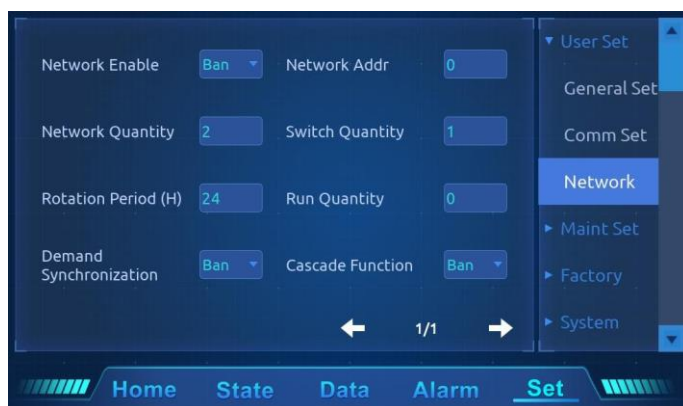 Network Enable Ban Network Addr 0
Network Quantity 2 Switch Quantity 1
Rotation Period (H) 24 Run Quantity 0
Demand
Synchronization Ban Cascade Function Ban
1/1
User Set
General Set
Comm Set
Network
Maint Set
Factory
System
Home State Data Alarm Set